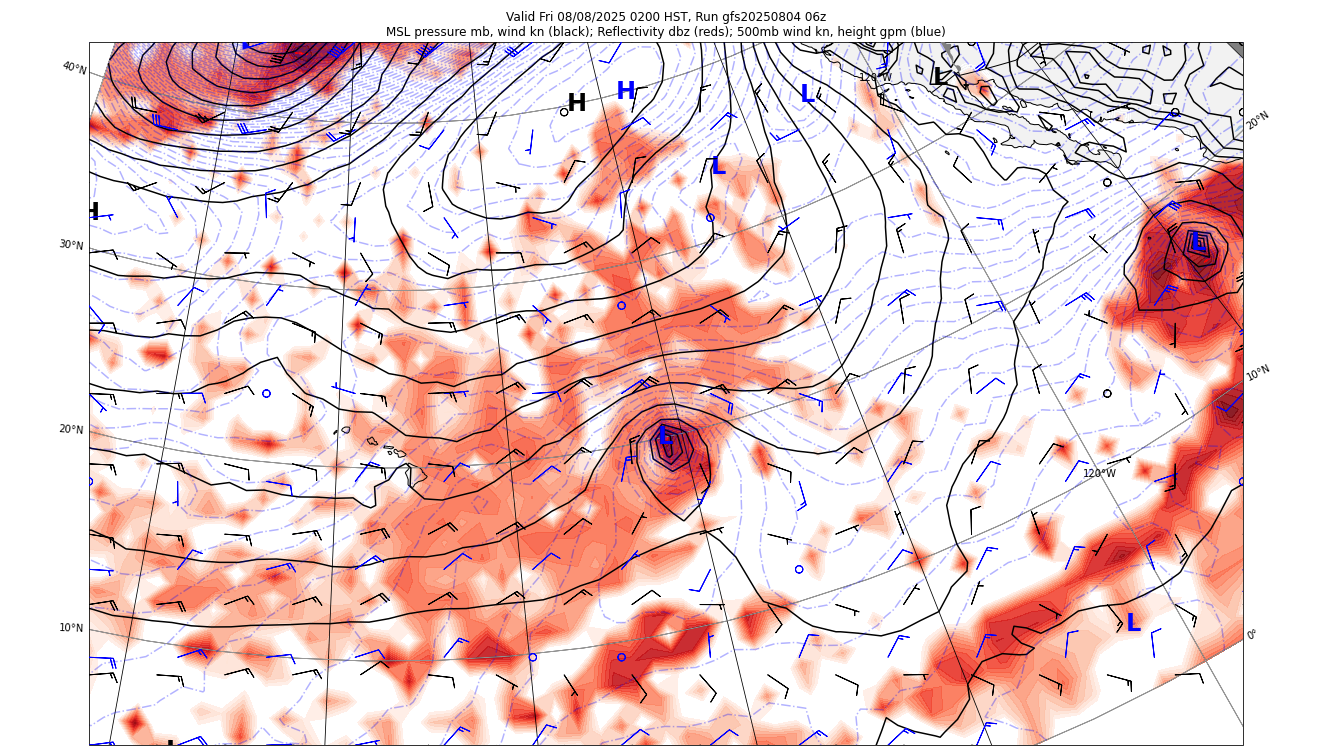 Valid Fri 08/08/2025 0200 HST, Run gfs20250804 06z
MSL pressure mb, wind kn (black); Reflectivity dbz (reds); 500mb wind kn, height gpm (blue)
L
40°N
H
H
L
120°W
L
20°N
L
H
30°N
L
10°N
20°N
L
120°W
10°N
L
0°
L